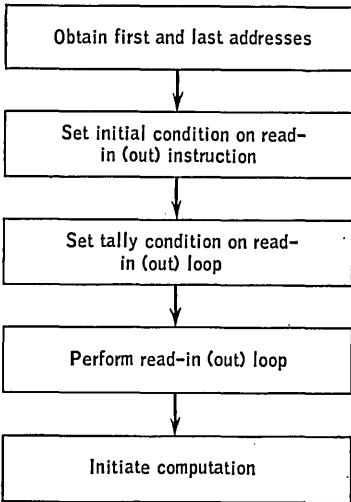 Obtain first and last addresses
Set initial condition on read-
in (out) instruction
Set tally condition on read-
in (out) loop
Perform read-in (out) loop
Initiate computation